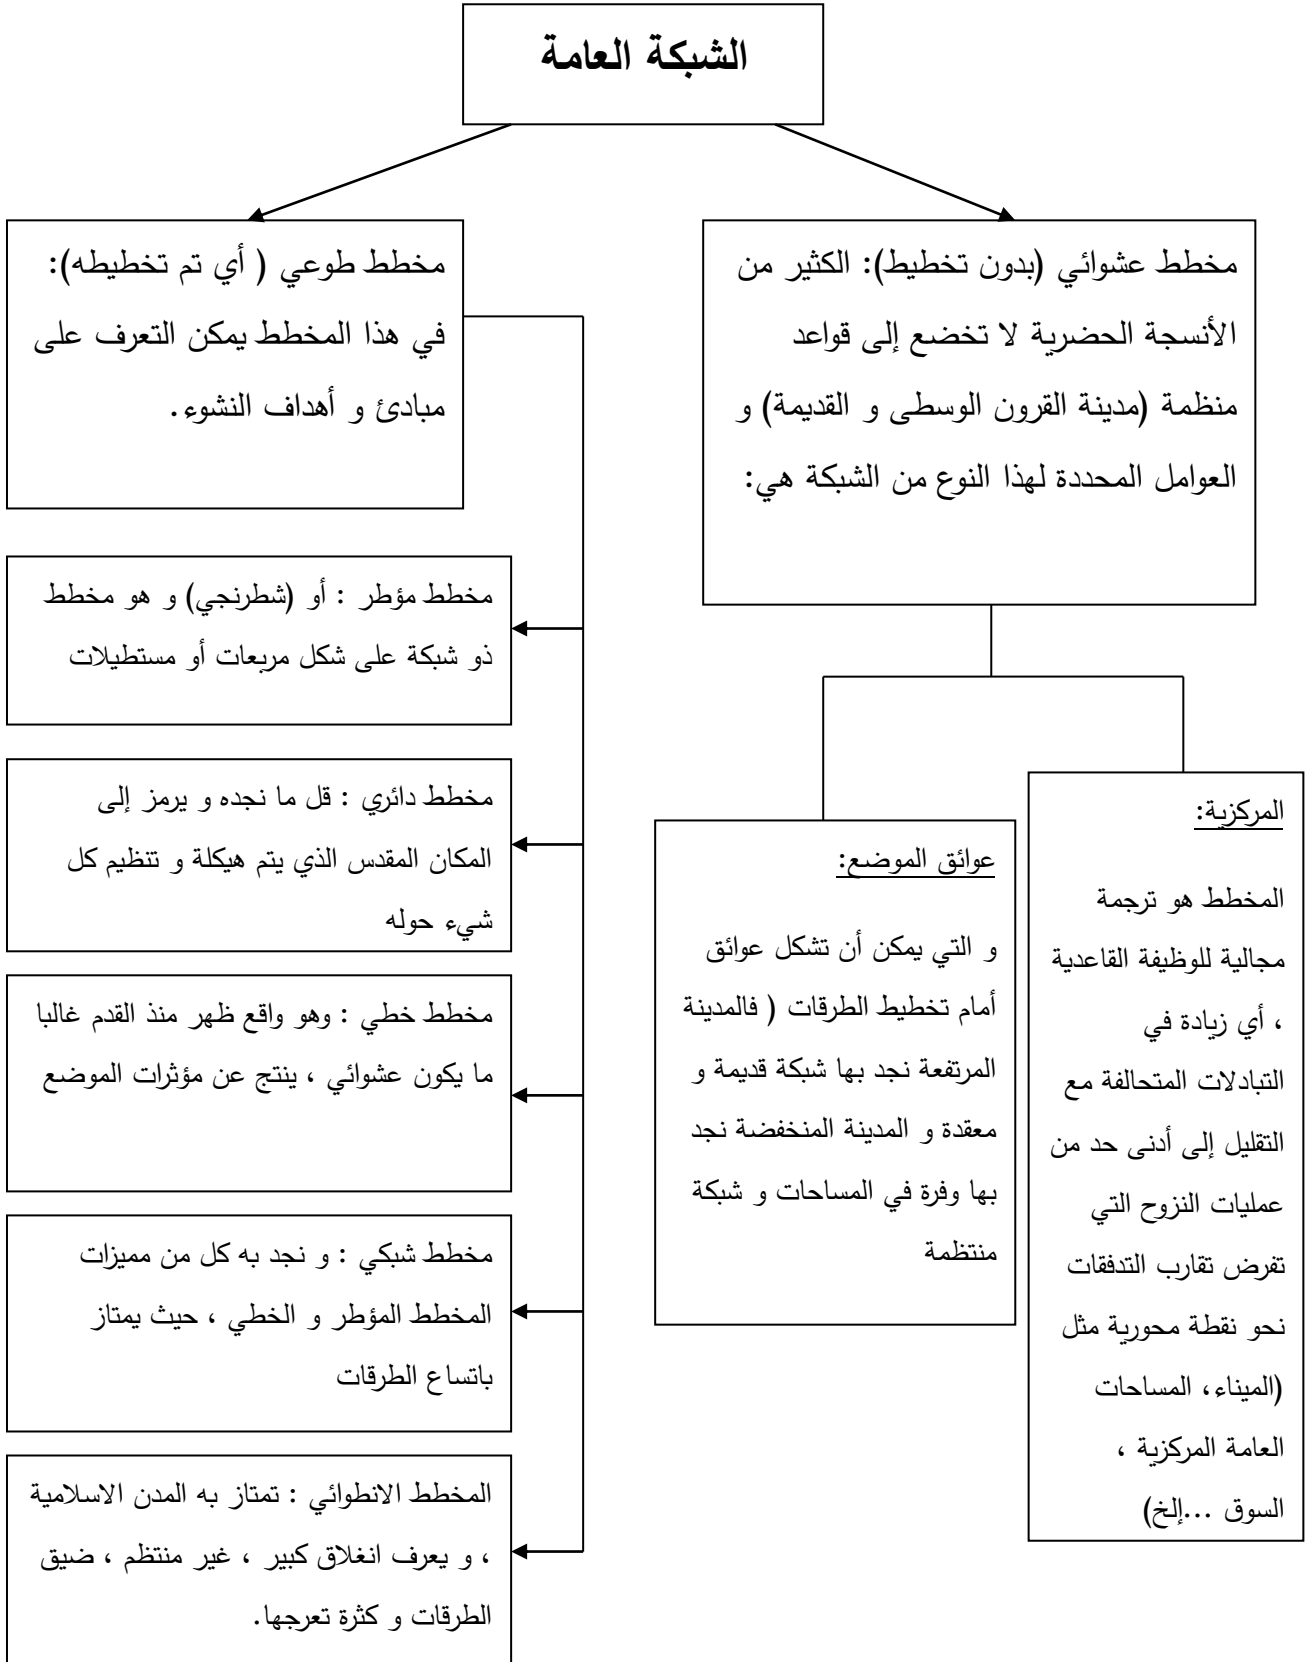 الشبكة العامة
مخطط عشوائي (بدون تخطيط): الكثير من
الأنسجة الحضرية لا تخضع إلى قواعد
منظمة (مدينة القرون الوسطى و القديمة) و
العوامل المحددة لهذا النوع من الشبكة هي:
المركزية:
المخطط هو ترجمة
مجالية للوظيفة القاعدية
، أي زيادة في
التبادلات المتحالفة مع
التقليل إلى أدنى حد من
عمليات النزوح التي
تفرض تقارب التدفقات
نحو نقطة محورية مثل
(الميناء، المساحات
العامة المركزية ،
السوق ...إلخ)
عوائق الموضع:
و التي يمكن أن تشكل عوائق
أمام تخطيط الطرقات ( فالمدينة
المرتفعة نجد بها شبكة قديمة و
معقدة و المدينة المنخفضة نجد
بها وفرة في المساحات و شبكة
منتظمة
مخطط طوعي ( أي تم تخطيطه):
في هذا المخطط يمكن التعرف على
مبادئ و أهداف النشوء.
مخطط مؤطر : أو (شطرنجي) و هو مخطط
ذو شبكة على شكل مربعات أو مستطيلات
مخطط دائري : قل ما نجده و يرمز إلى
المكان المقدس الذي يتم هيكلة و تنظيم كل
شيء حوله
مخطط خطي : وهو واقع ظهر منذ القدم غالبا
ما يكون عشوائي ، ينتج عن مؤثرات الموضع
مخطط شبكي : و نجد به كل من مميزات
المخطط المؤطر و الخطي ، حيث يمتاز
باتساع الطرقات
المخطط الانطوائي : تمتاز به المدن الاسلامية
، و يعرف انغلاق كبير ، غير منتظم ، ضيق
الطرقات و كثرة تعرجها.